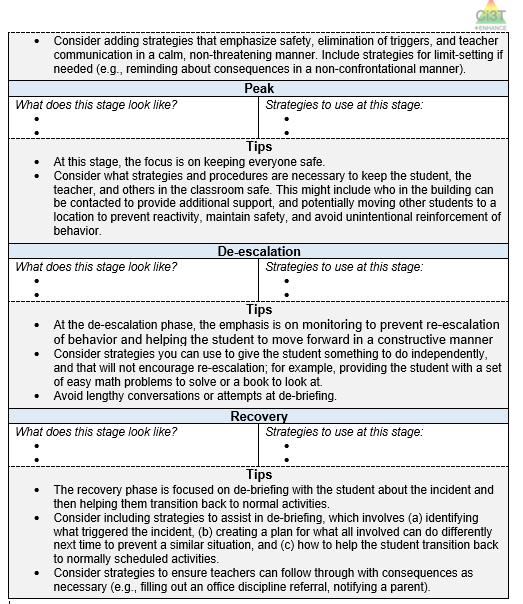 CI3T
ENHANCE
• Consider adding strategies that emphasize safety, elimination of triggers, and teacher
communication in a calm, non-threatening manner. Include strategies for limit-setting if
needed (e.g., reminding about consequences in a non-confrontational manner).
Peak
What does this stage look like?
•
•
Strategies to use at this stage:
•
•
Tips
• At this stage, the focus is on keeping everyone safe.
• Consider what strategies and procedures are necessary to keep the student, the
teacher, and others in the classroom safe. This might include who in the building can
be contacted to provide additional support, and potentially moving other students to a
location to prevent reactivity, maintain safety, and avoid unintentional reinforcement of
behavior.
De-escalation
What does this stage look like?
•
•
Strategies to use at this stage:
•
•
Tips
• At the de-escalation phase, the emphasis is on monitoring to prevent re-escalation
of behavior and helping the student to move forward in a constructive manner
• Consider strategies you can use to give the student something to do independently,
and that will not encourage re-escalation; for example, providing the student with a set
of easy math problems to solve or a book to look at.
• Avoid lengthy conversations or attempts at de-briefing.
Recovery
What does this stage look like?
•
•
Strategies to use at this stage:
•
•
Tips
• The recovery phase is focused on de-briefing with the student about the incident and
then helping them transition back to normal activities.
• Consider including strategies to assist in de-briefing, which involves (a) identifying
what triggered the incident, (b) creating a plan for what all involved can do differently
next time to prevent a similar situation, and (c) how to help the student transition back
to normally scheduled activities.
• Consider strategies to ensure teachers can follow through with consequences as
necessary (e.g., filling out an office discipline referral, notifying a parent).